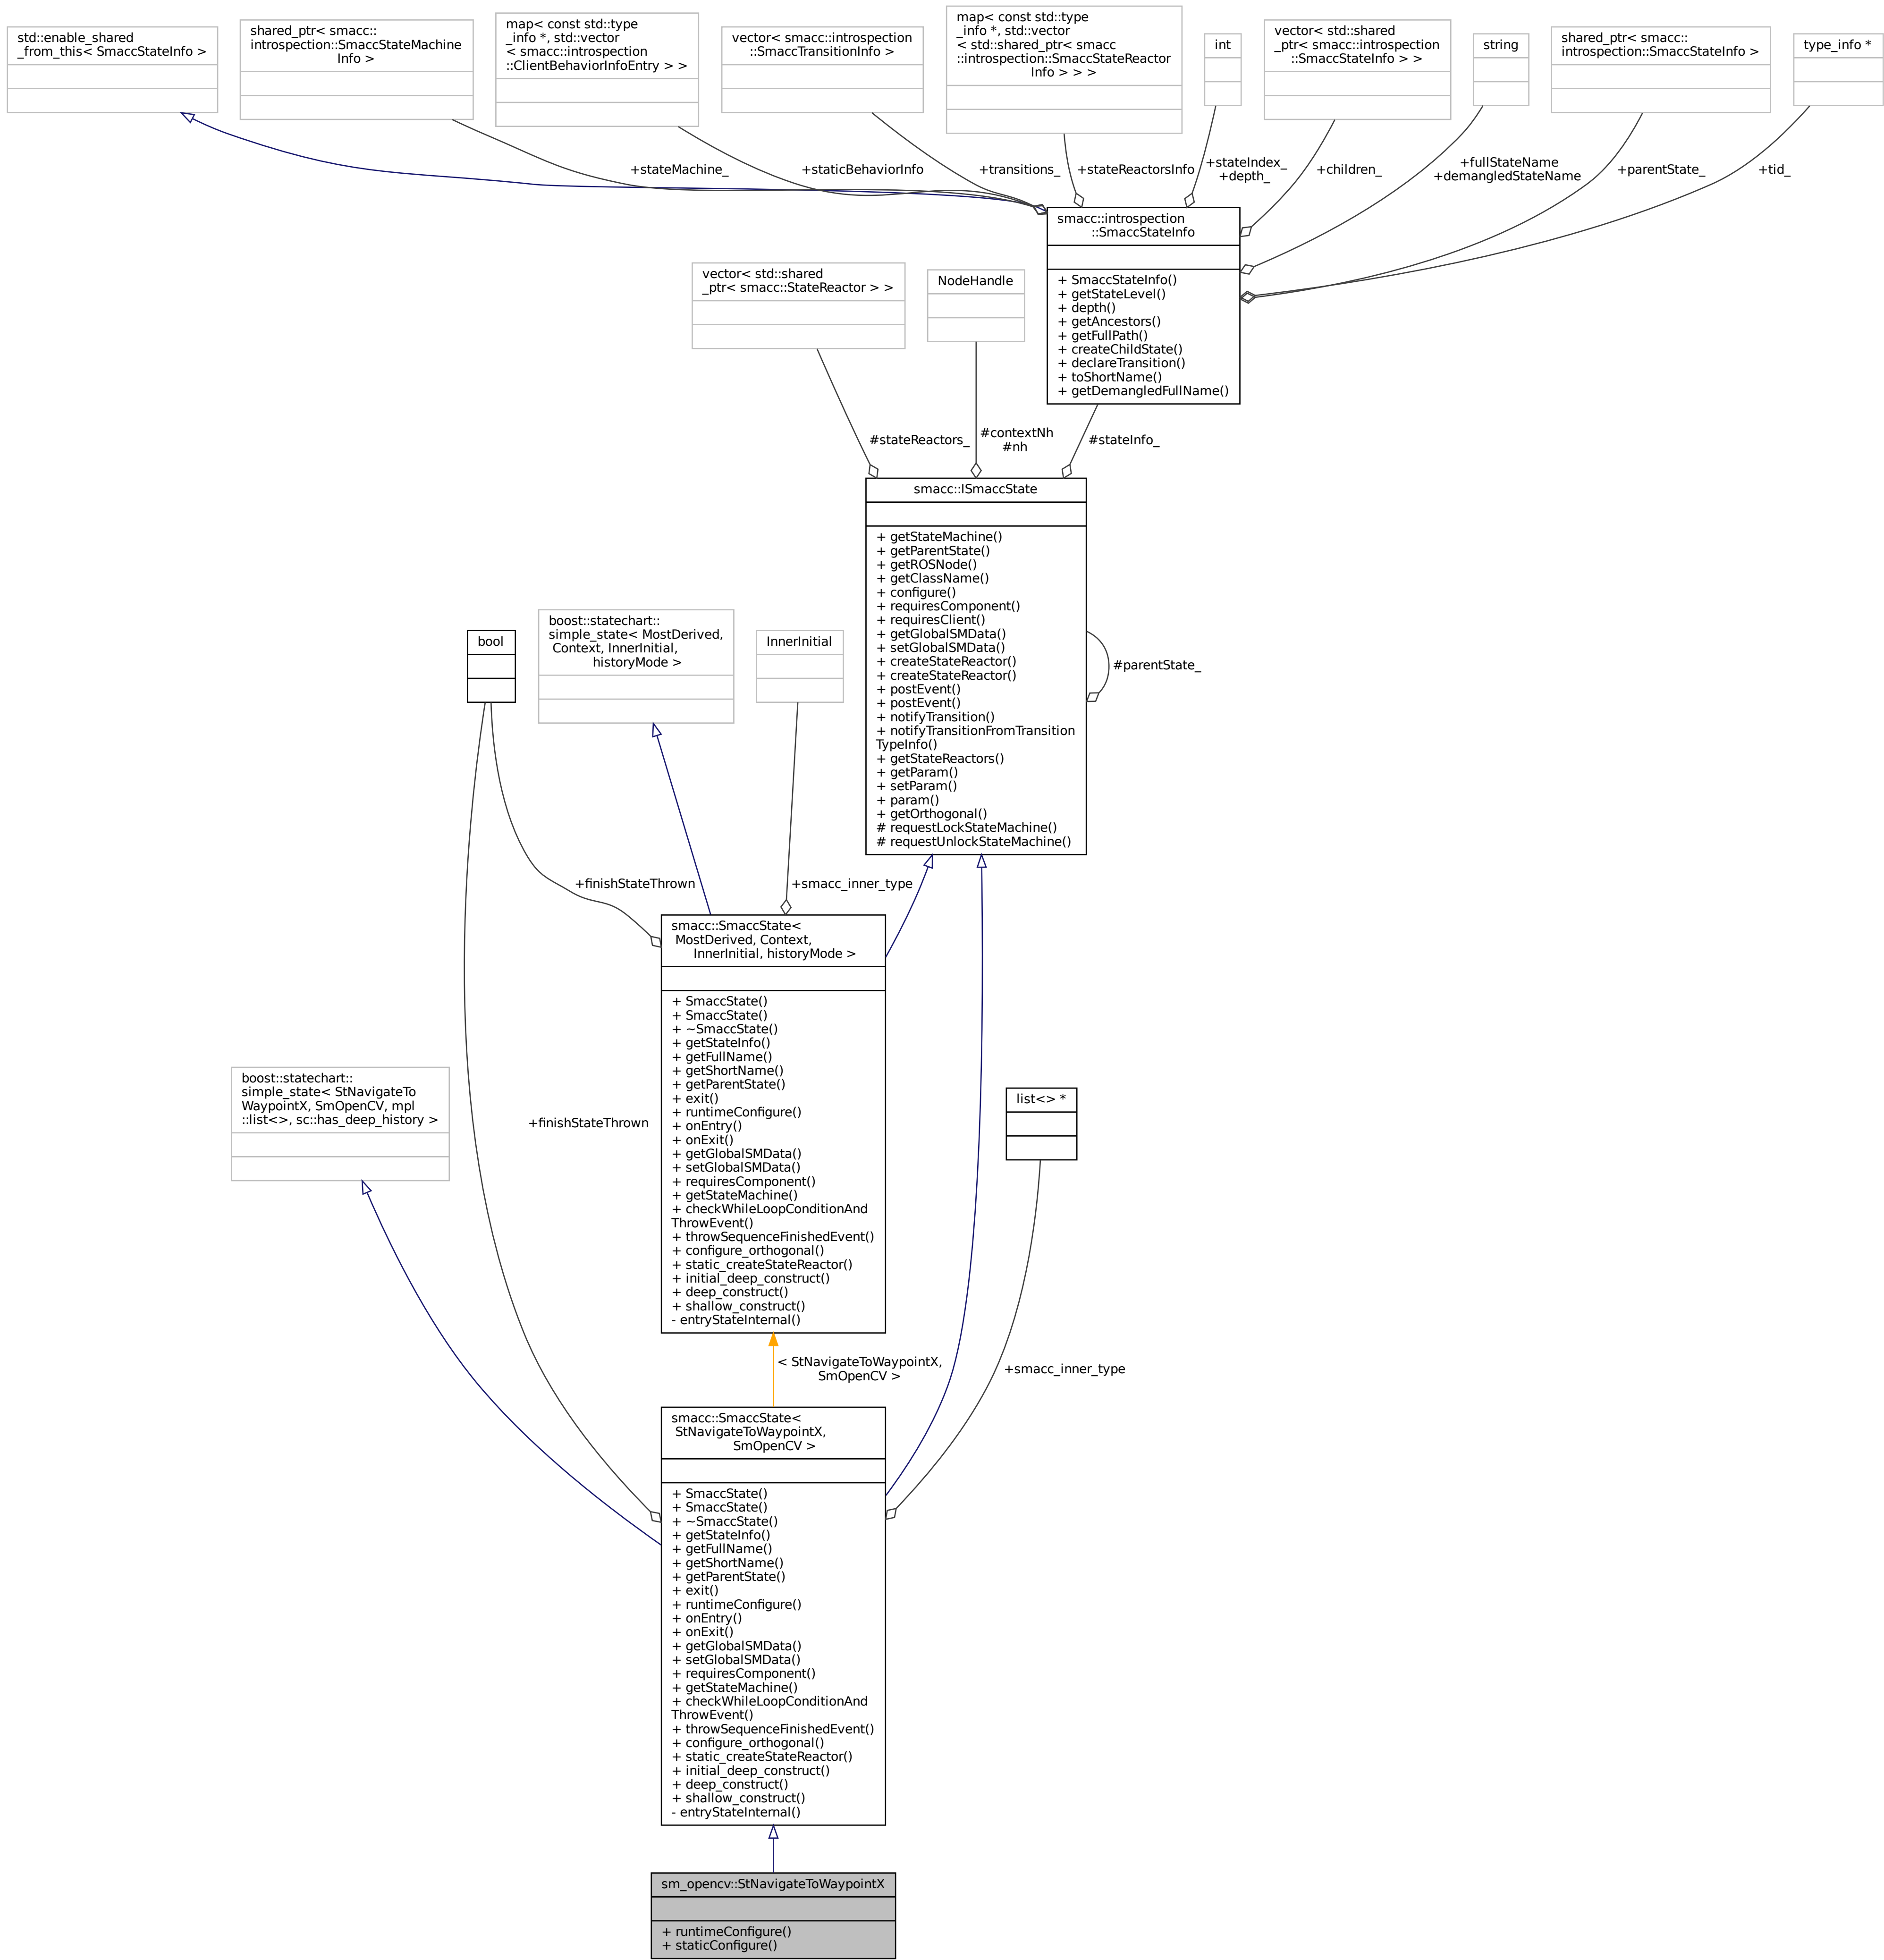 std::enable_shared
_from_this< SmaccStateInfo >
shared_ptr< smacc::
introspection::SmaccStateMachine
Info >
map< const std::type
_info *, std::vector
< smacc::introspection
::ClientBehaviorInfoEntry > >
vector< smacc::introspection
::SmaccTransitionInfo >
map< const std::type
_info *, std::vector
< std::shared_ptr< smacc
::introspection::SmaccStateReactor
Info > > >
int
vector< std::shared
_ptr< smacc::introspection
::SmaccStateInfo > >
string
shared_ptr< smacc::
introspection::SmaccStateInfo >
type_info *
+stateMachine_
+staticBehaviorInfo
+transitions_
+stateReactorsInfo
+stateIndex_
+depth_
+children_
+fullStateName
+demangledStateName
+parentState_
+tid_
smacc::introspection
::SmaccStateInfo
+ SmaccStateInfo()
+ getStateLevel()
+ depth()
+ getAncestors()
+ getFullPath()
+ createChildState()
+ declareTransition()
+ toShortName()
+ getDemangledFullName()
vector< std::shared
_ptr< smacc::StateReactor > >
NodeHandle
#stateReactors_
#contextNh
#nh
#stateInfo_
smacc::ISmaccState
+ getStateMachine()
+ getParentState()
+ getROSNode()
+ getClassName()
+ configure()
+ requiresComponent()
+ requiresClient()
+ getGlobalSMData()
+ setGlobalSMData()
+ createStateReactor()
+ createStateReactor()
+ postEvent()
+ postEvent()
+ notifyTransition()
+ notifyTransitionFromTransition
TypeInfo()
+ getStateReactors()
+ getParam()
+ setParam()
+ param()
+ getOrthogonal()
# requestLockStateMachine()
# requestUnlockStateMachine()
#parentState_
bool
boost::statechart::
simple_state< MostDerived,
Context, InnerInitial,
historyMode >
InnerInitial
+finishStateThrown
+smacc_inner_type
smacc::SmaccState<
MostDerived, Context,
InnerInitial, historyMode >
+ SmaccState()
+ SmaccState()
+ ~SmaccState()
+ getStateInfo()
+ getFullName()
+ getShortName()
+ getParentState()
+ exit()
+ runtimeConfigure()
+ onEntry()
+ onExit()
+ getGlobalSMData()
+ setGlobalSMData()
+ requiresComponent()
+ getStateMachine()
+ checkWhileLoopConditionAnd
ThrowEvent()
+ throwSequenceFinishedEvent()
+ configure_orthogonal()
+ static_createStateReactor()
+ initial_deep_construct()
+ deep_construct()
+ shallow_construct()
- entryStateInternal()
boost::statechart::
simple_state< StNavigateTo
WaypointX, SmOpenCV, mpl
::list<>, sc::has_deep_history >
+finishStateThrown
list<> *
< StNavigateToWaypointX,
SmOpenCV >
+smacc_inner_type
smacc::SmaccState<
StNavigateToWaypointX,
SmOpenCV >
+ SmaccState()
+ SmaccState()
+ ~SmaccState()
+ getStateInfo()
+ getFullName()
+ getShortName()
+ getParentState()
+ exit()
+ runtimeConfigure()
+ onEntry()
+ onExit()
+ getGlobalSMData()
+ setGlobalSMData()
+ requiresComponent()
+ getStateMachine()
+ checkWhileLoopConditionAnd
ThrowEvent()
+ throwSequenceFinishedEvent()
+ configure_orthogonal()
+ static_createStateReactor()
+ initial_deep_construct()
+ deep_construct()
+ shallow_construct()
- entryStateInternal()
sm_opencv::StNavigateToWaypointX
+ runtimeConfigure()
+ staticConfigure()